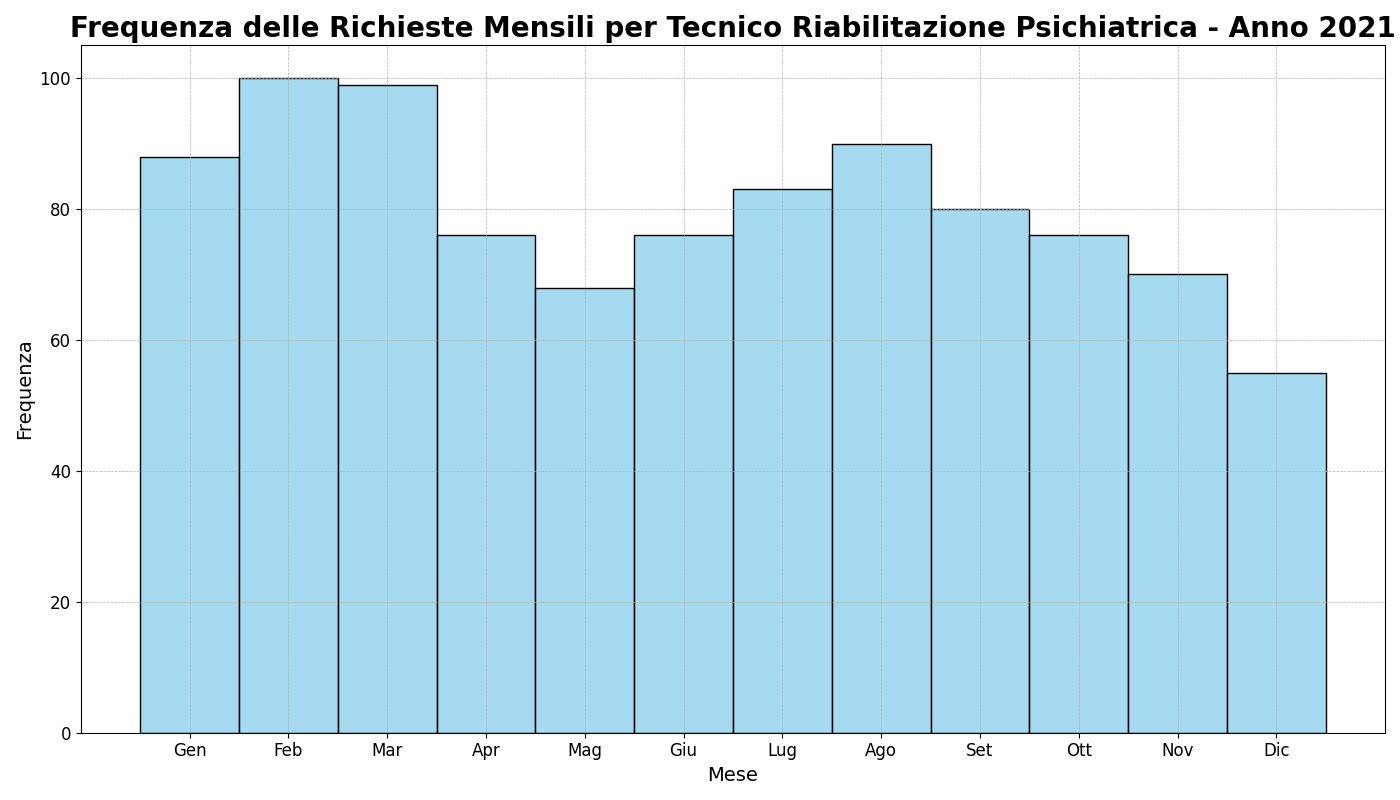 Frequenza delle Richieste Mensili per Tecnico Riabilitazione Psichiatrica - Anno 2021
100
80
60
40
20
0
Frequenza
Gen Feb Mar Apr Mag Giu Lug Ago Set Ott Nov Dic
Mese